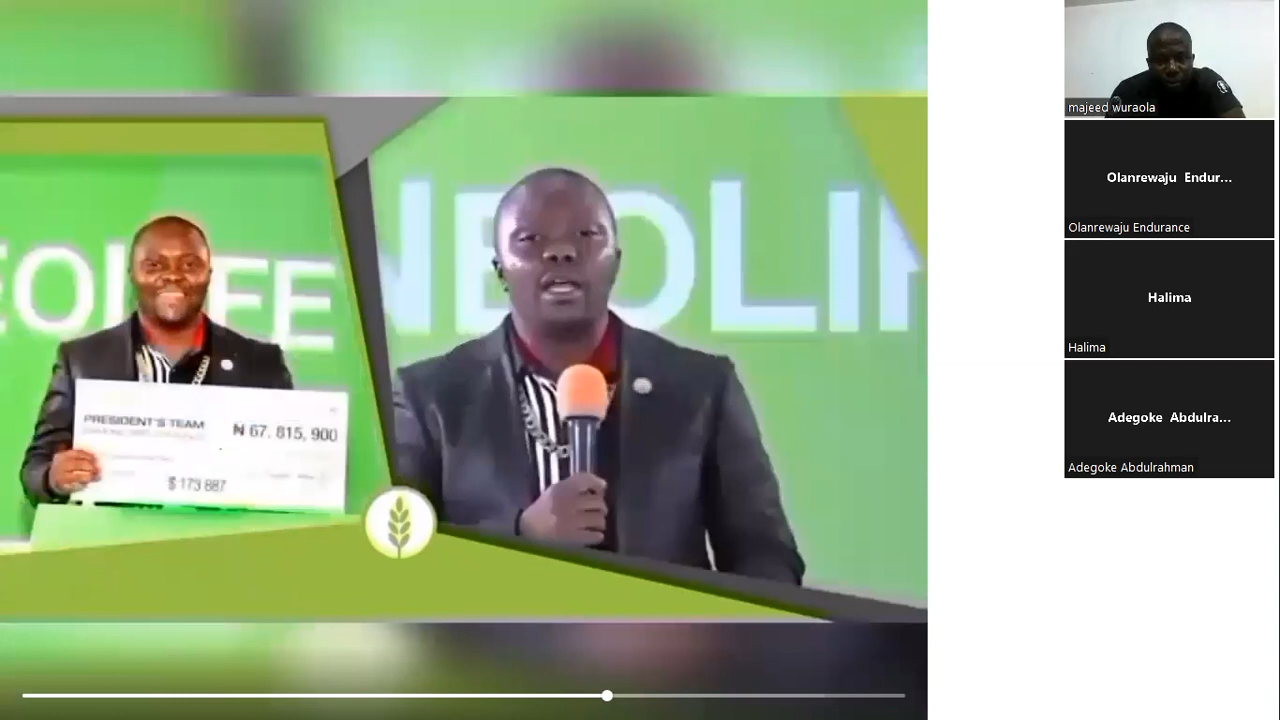 EOLIFE
PRESIDENT'S TEAM
₦ 67, 815, 900
$ 173 887
NEOLIF
majeed wuraola
Olanrewaju Endur...
Olanrewaju Endurance
Halima
Halima
Adegoke Abdulra...
Adegoke Abdulrahman